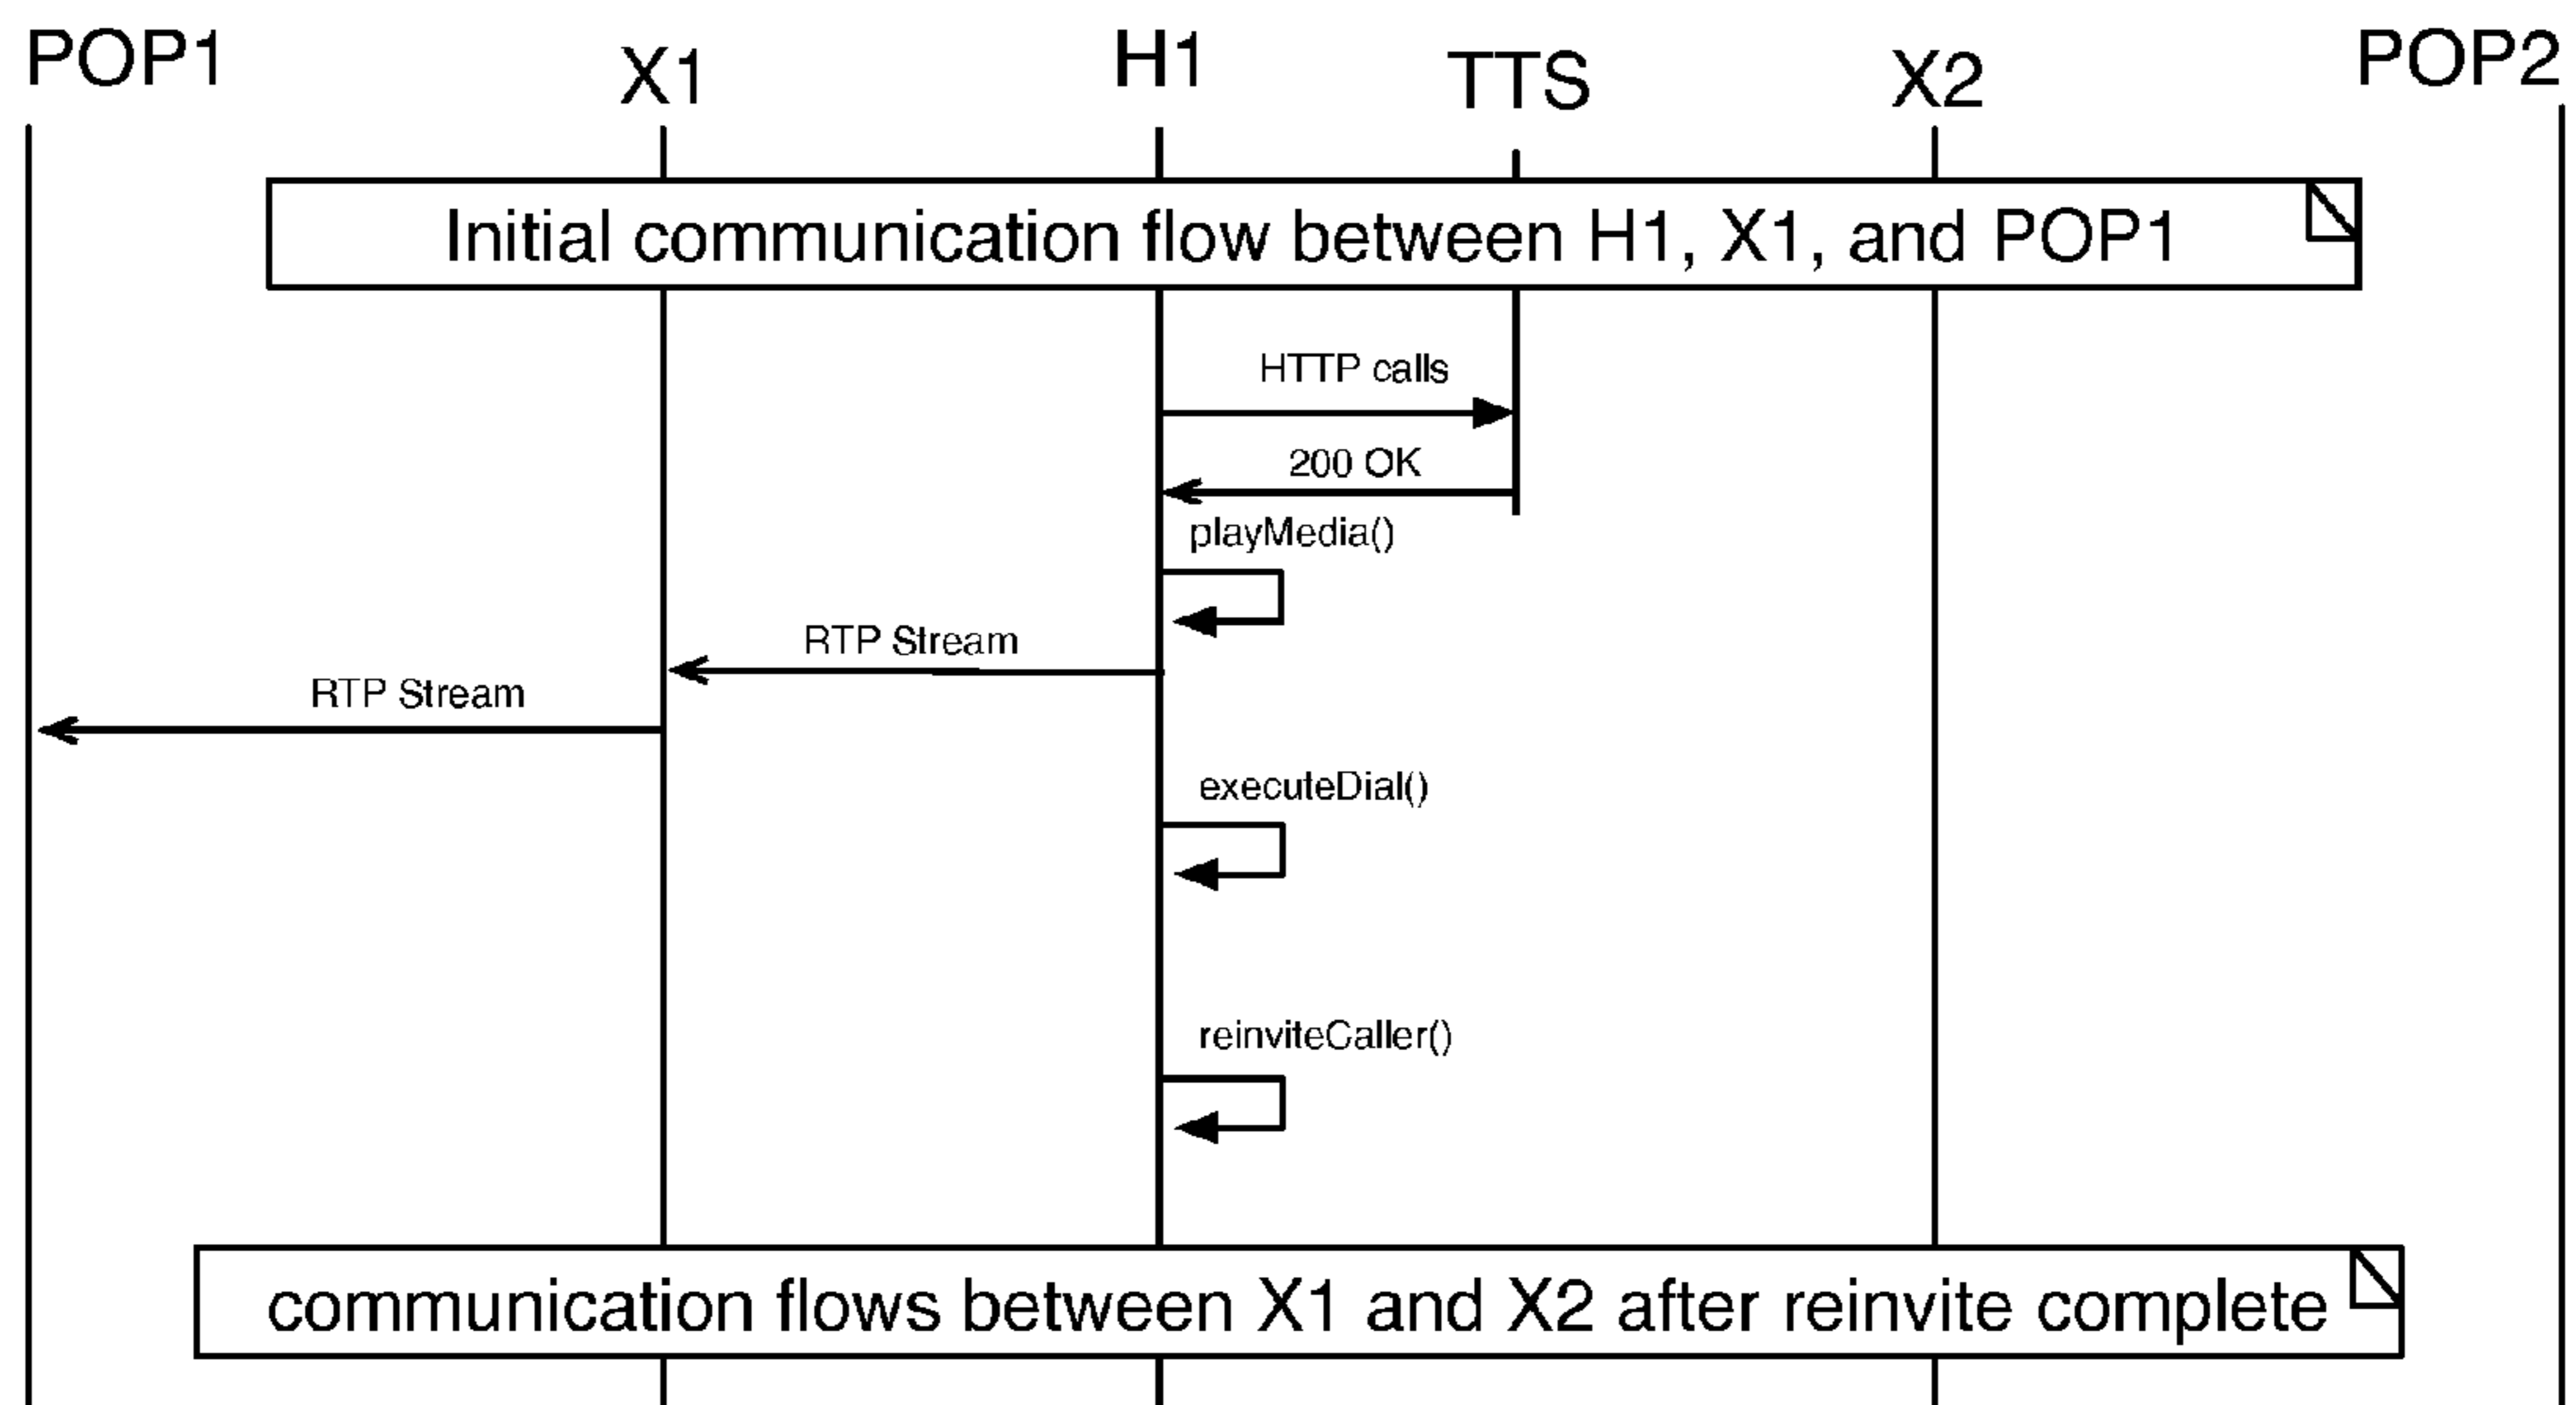 POP1
X1
H1
TTS
X2
POP2
Initial communication flow between H1, X1, and POP1
HTTP calls
200 OK
playMedia()
RTP Stream
RTP Stream
executeDial()
reinviteCaller()
communication flows between X1 and X2 after reinvite complete